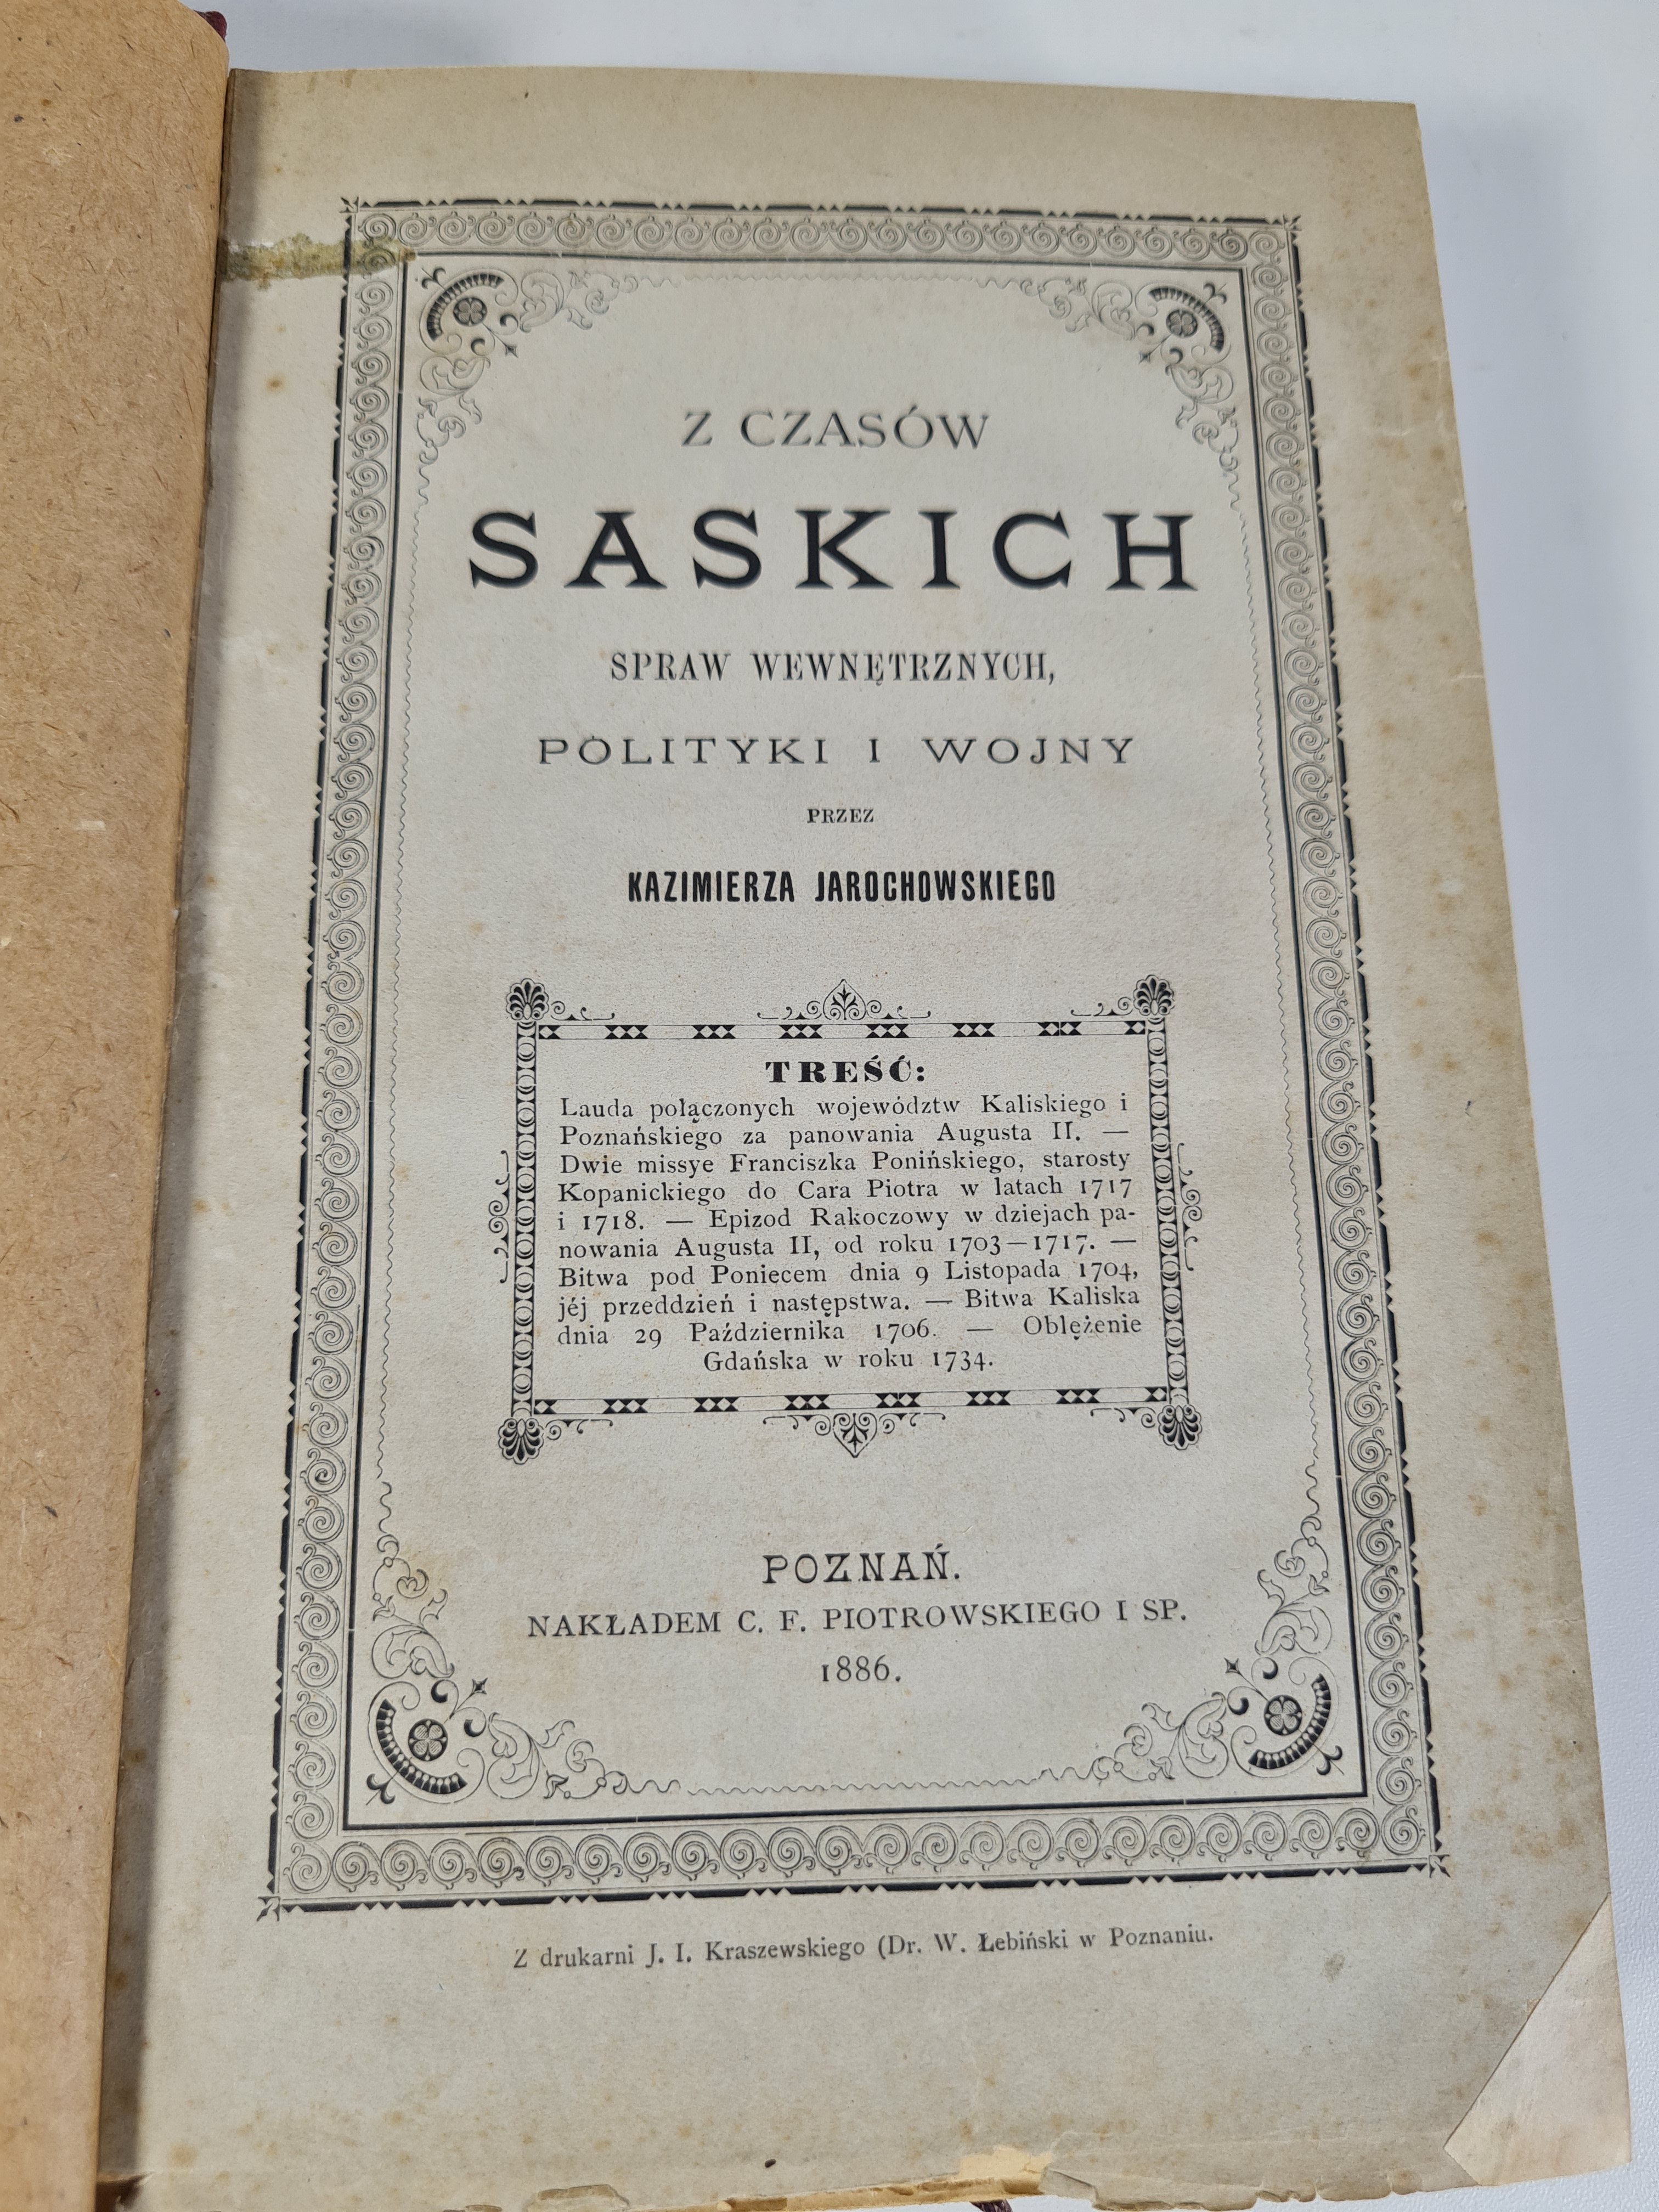 Z CZASÓW
SASKICH
SPRAW WEWNĘTRZNYCH,
POLITYKI I WOJNY
PRZEZ
KAZIMIERZA JAROCHOWSKIEGO
TREŚĆ:
Lauda połączonych województw Kaliskiego i
Poznańskiego za panowania Augusta II. —
Dwie missye Franciszka Ponińskiego, starosty
Kopanickiego do Cara Piotra w latach 1717
i 1718. — Epizod Rakoczowy w dziejach pa-
nowania Augusta II, od roku 1703—1717. —
Bitwa pod Poniecem dnia 9 Listopada 1704,
jéj przeddzień i następstwa. — Bitwa Kaliska
dnia 29 Października 1706. — Oblężenie
Gdańska w roku 1734.
POZNAŃ.
NAKŁADEM C. F. PIOTROWSKIEGO I SP.
1886.
Z drukarni J. I. Kraszewskiego (Dr. W. Łebiński w Poznaniu.